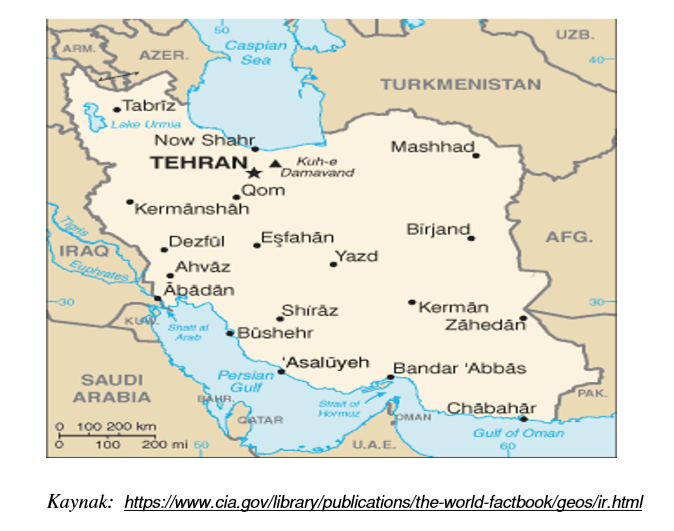 50
UZB.
Caspian
Sea
ARM.
AZER.
40
TURKMENISTAN
Tabrīz
Lake Urmia
Now Shahr
Mashhad
TEHRAN
Kuh-e
Damavand
Qom
Kermānshāh
Tigris
Bīrjand
Eşfahān
AFG.
Dezfūl
IRAQ
Yazd
Ahvāz
Euphrates
Ābādān
30
30
Kermān
Shīrāz
KUW.
Zāhedān
Shatt al
Arab
Būshehr
'Asalūyeh
Bandar 'Abbās
Persian
Gulf
SAUDI
ARABIA
PAK.
BAHR.
Strait of
Hormuz
Chābahār
QATAR
OMAN
0 100 200 km
Gulf of Oman
0 100 200 mi
50
U.A.E.
60
Kaynak: https://www.cia.gov/library/publications/the-world-factbook/geos/ir.html